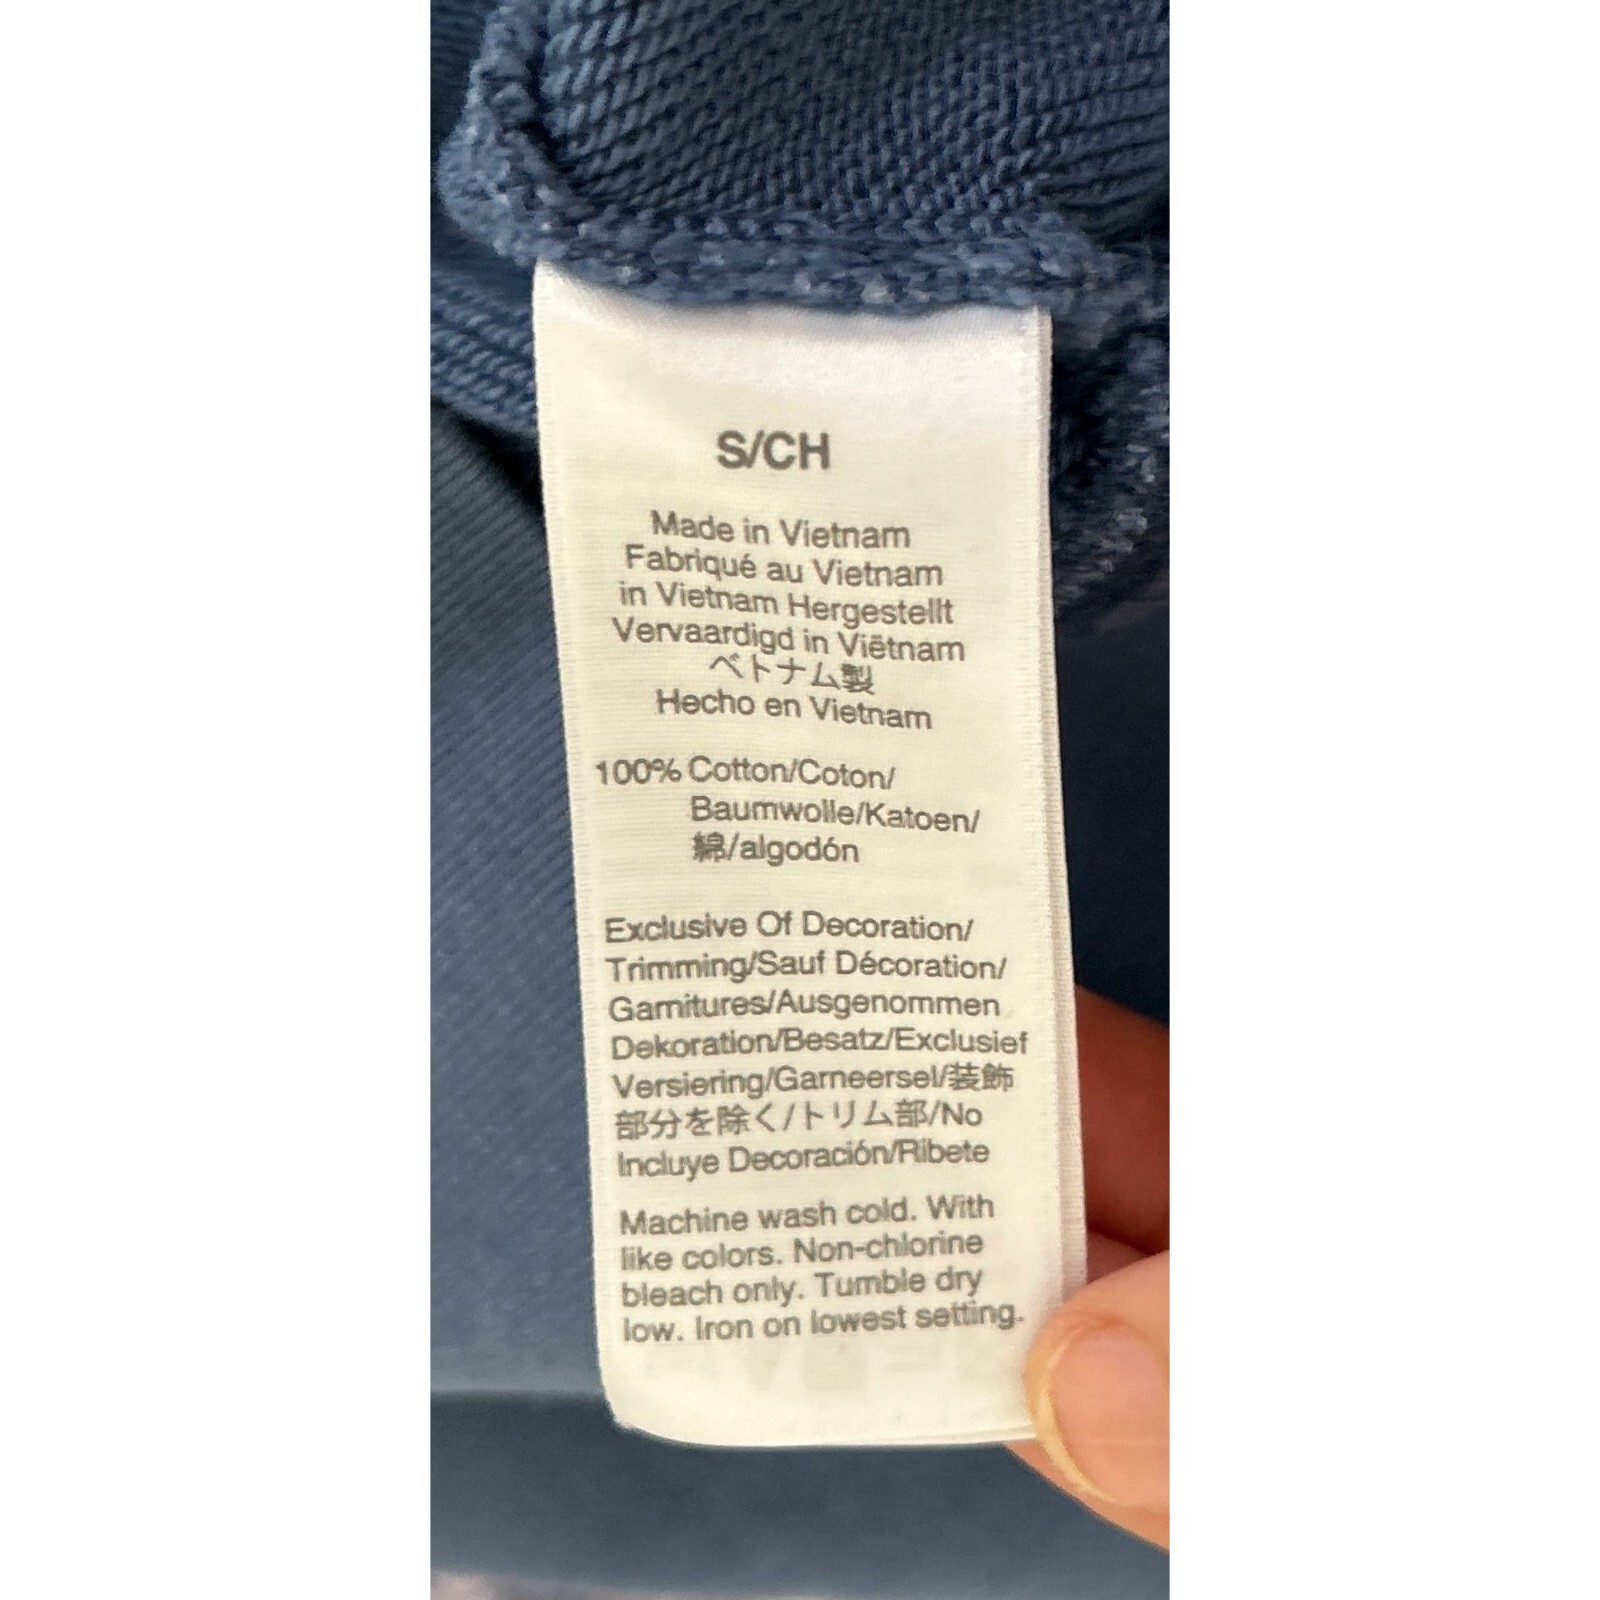 S/CH
Made in Vietnam
Fabriqué au Vietnam
in Vietnam Hergestellt
Vervaardigd in Viëtnam
ベトナム製
Hecho en Vietnam
100% Cotton/Coton/
Baumwolle/Katoen/
綿/algodón
Exclusive Of Decoration/
Trimming/Sauf Décoration/
Garnitures/Ausgenommen
Dekoration/Besatz/Exclusief
Versiering/Garneersel/装飾
部分を除く/トリム部/No
Incluye Decoración/Ribete
Machine wash cold. With
like colors. Non-chlorine
bleach only. Tumble dry
low. Iron on lowest setting.